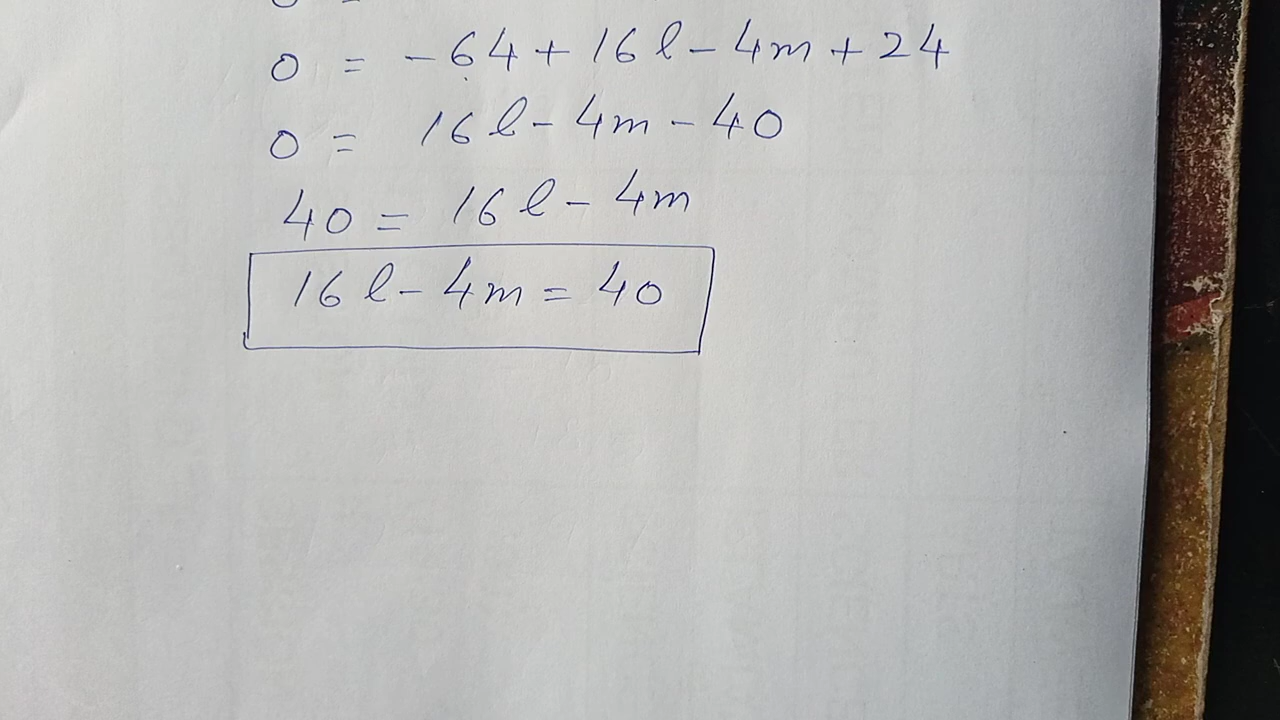 0 = -64 + 16l - 4m + 24
0 = 16l - 4m - 40
40 = 16l - 4m
16l - 4m = 40